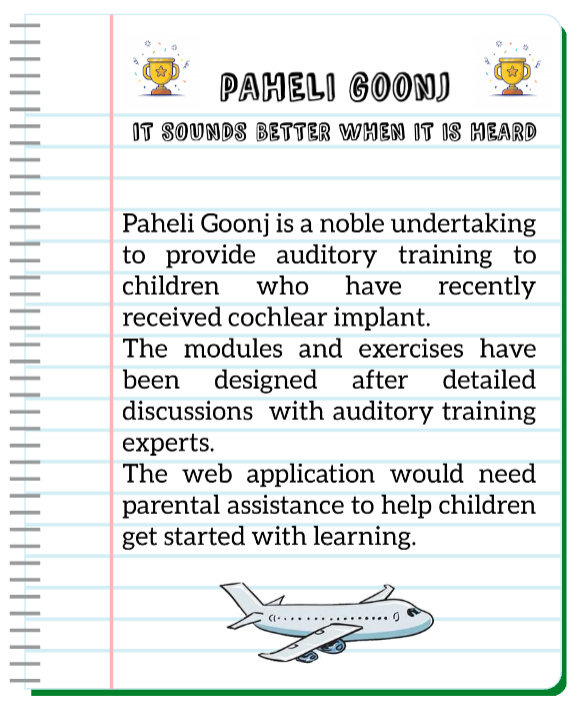 PAHELI GOONJ
IT SOUNDS BETTER WHEN IT IS HEARD
Paheli Goonj is a noble undertaking
to provide auditory training to
children who have recently
received cochlear implant.
The modules and exercises have
been designed after detailed
discussions with auditory training
experts.
The web application would need
parental assistance to help children
get started with learning.